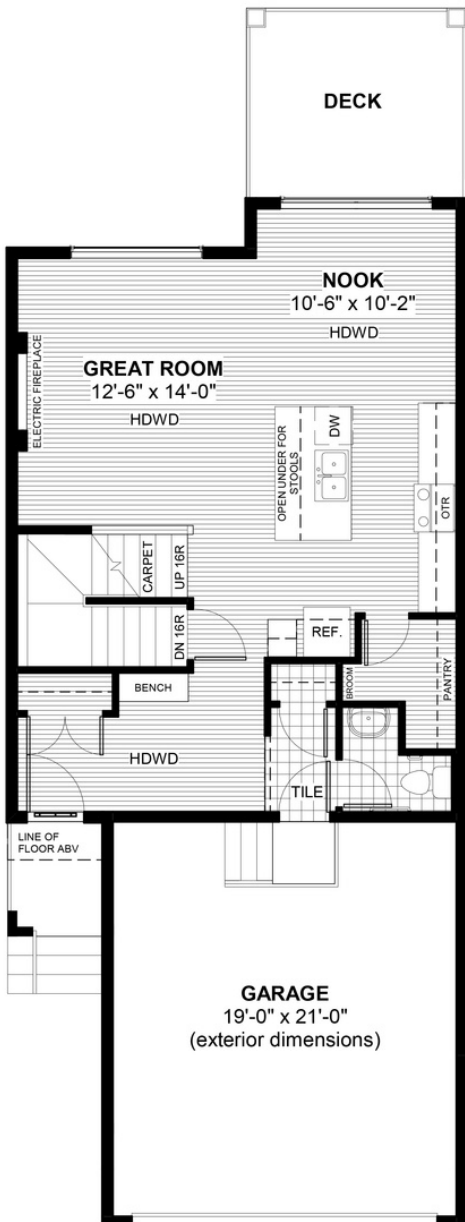 DECK
NOOK
10'-6" x 10'-2"
HDWD
GREAT ROOM
12'-6" x 14'-0"
HDWD
ELECTRIC FIREPLACE
OPEN UNDER FOR
STOOLS
DW
OTR
CARPET
UP 16R
DN 16R
REF.
BROOM
PANTRY
BENCH
HDWD
TILE
LINE OF
FLOOR ABV
GARAGE
19'-0" x 21'-0"
(exterior dimensions)